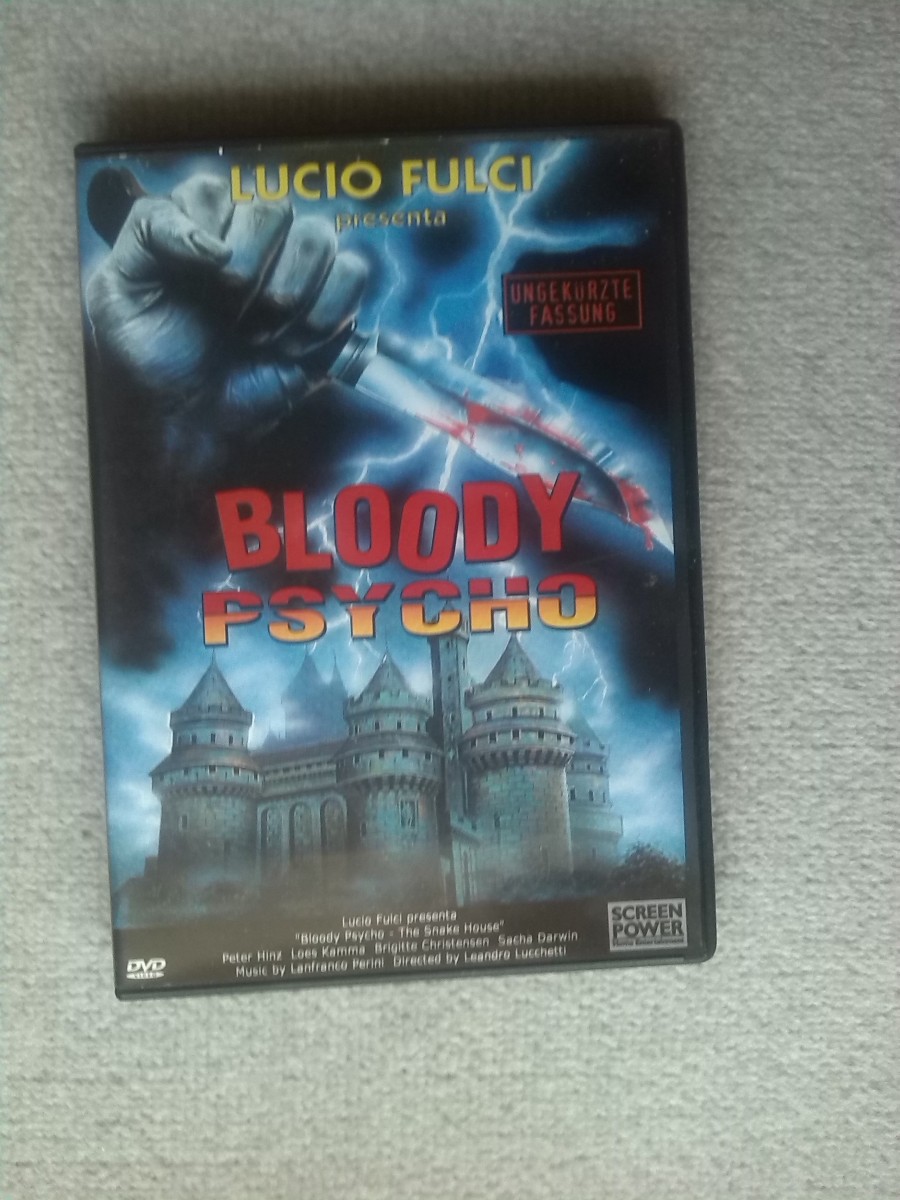 LUCIO FULCI
presenta
UNGEKÜRZTE
FASSUNG
BLOODY
PSYCHO
Lucio Fulci presenta
"Bloody Psycho - The Snake House"
Peter Hinz Loes Kamma Brigitte Christensen Sacha Darwin
Music by Lanfranco Perini Directed by Leandro Lucchetti
SCREEN
POWER
DVD
VIDEO